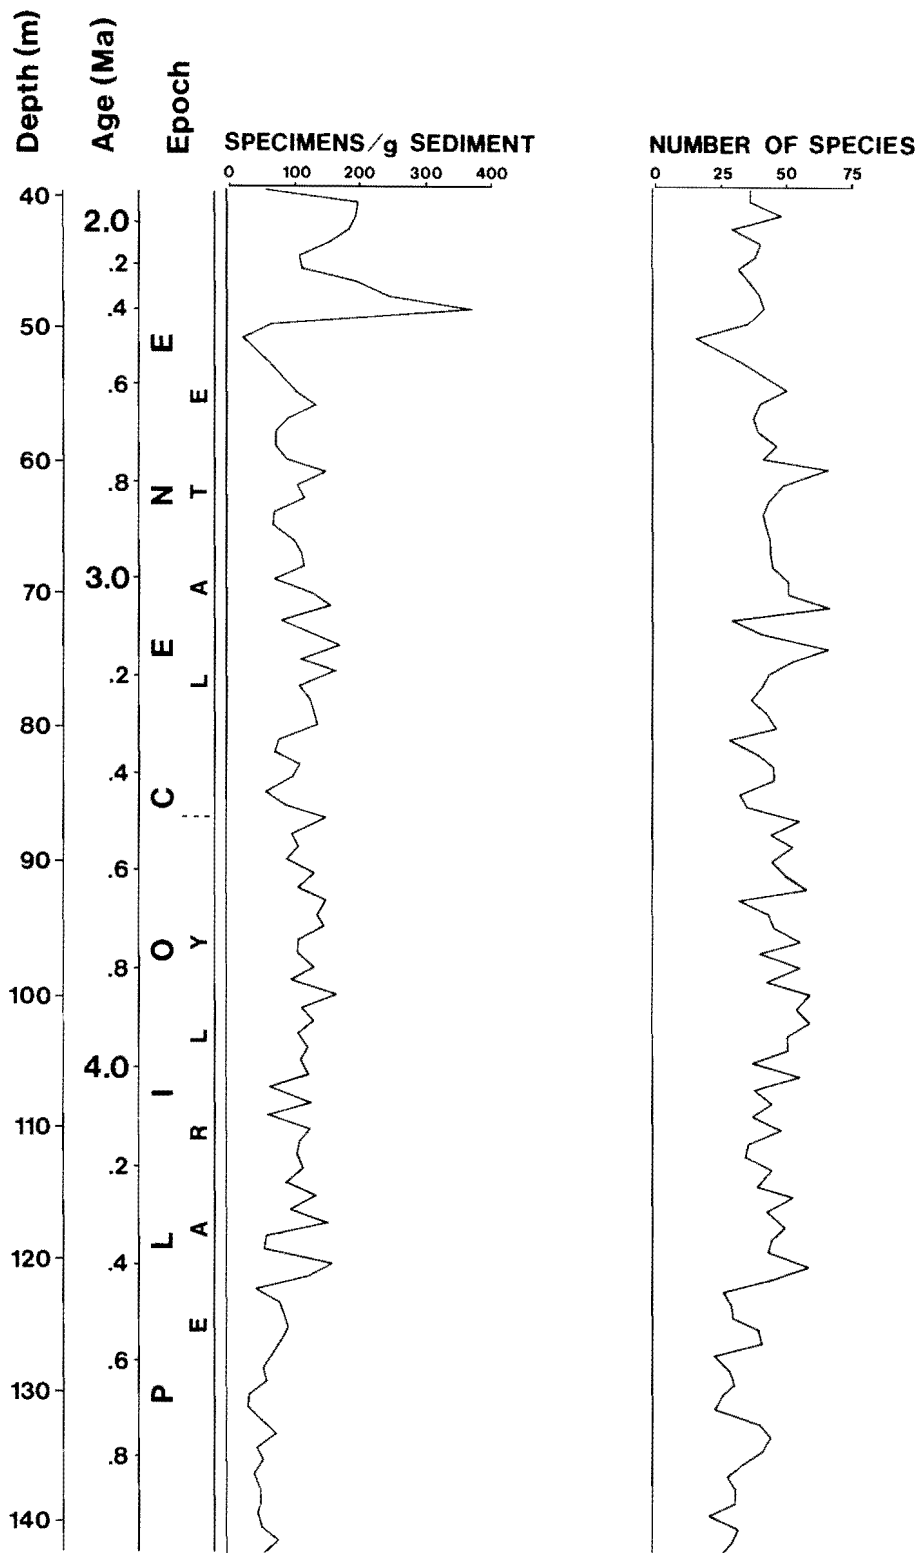 Depth (m)
Age (Ma)
Epoch
SPECIMENS/g SEDIMENT
NUMBER OF SPECIES
0 100 200 300 400
0 25 50 75
40
50
60
70
80
90
100
110
120
130
140
2.0
.2
.4
.6
.8
3.0
.2
.4
.6
.8
4.0
.2
.4
.6
.8
PLIOCENE
LATE
EARLY